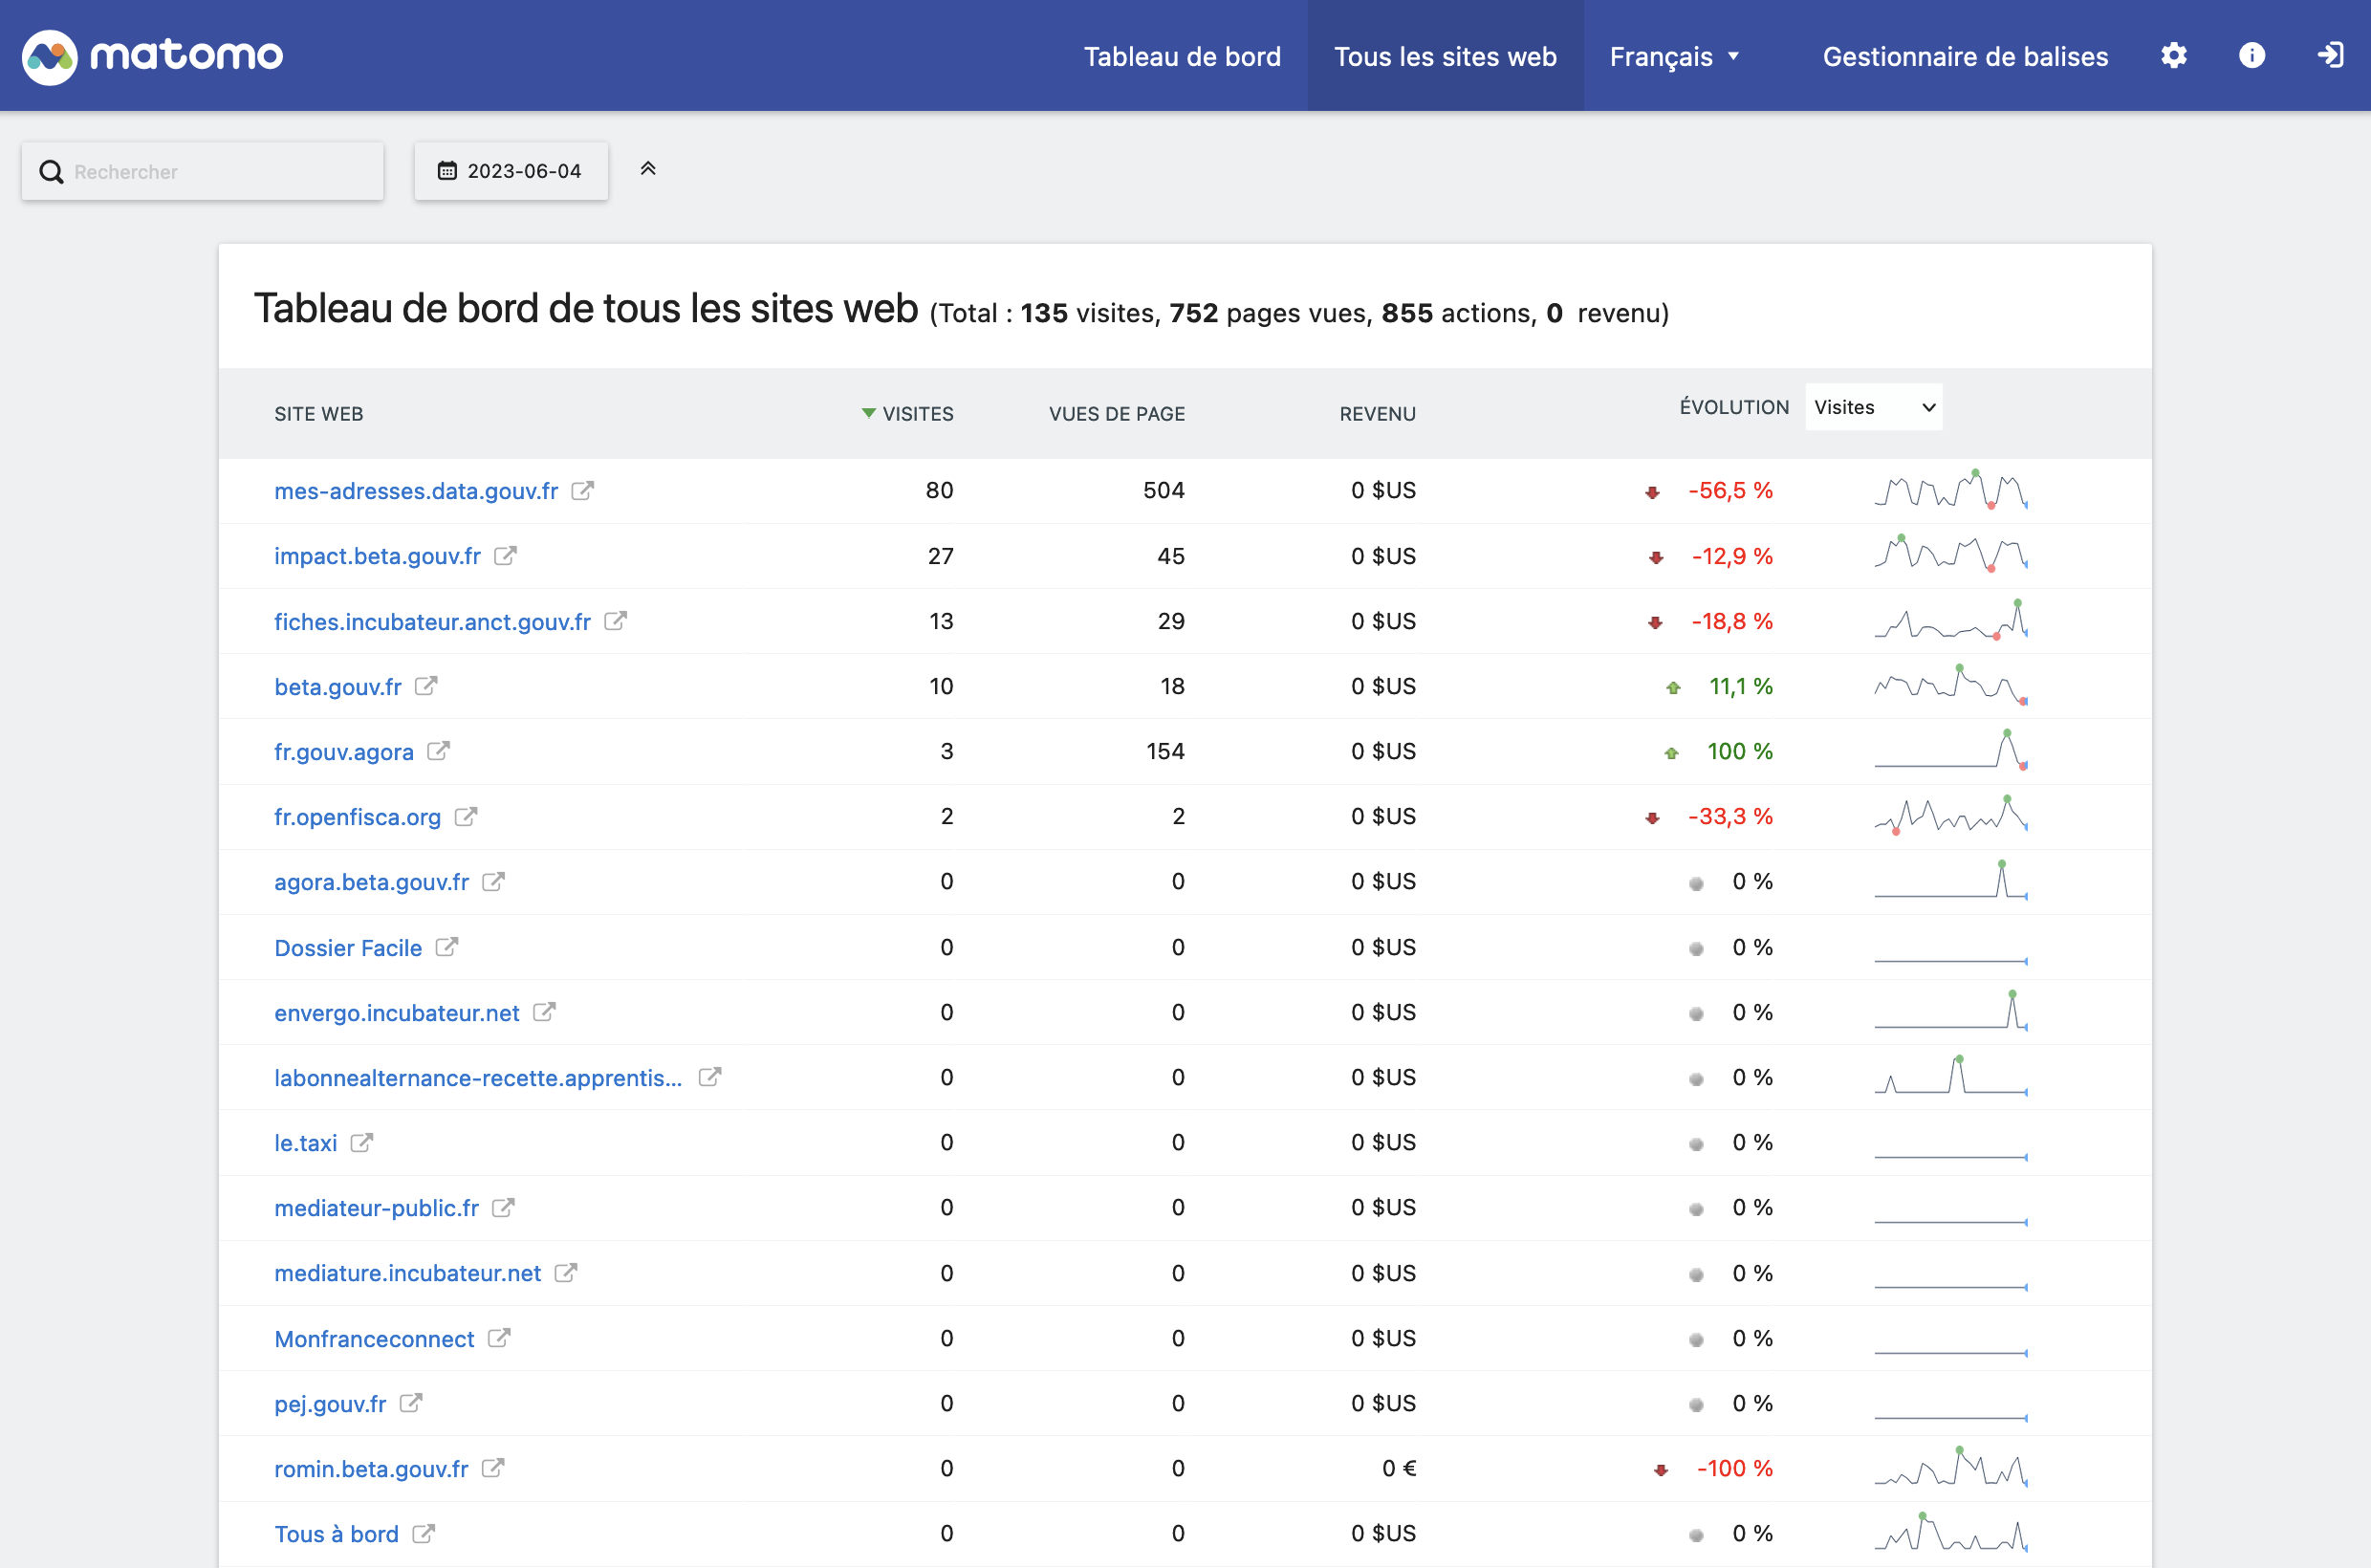 matomo Tableau de bord Tous les sites web Français Gestionnaire de balises
Rechercher 2023-06-04
Tableau de bord de tous les sites web (Total : 135 visites, 752 pages vues, 855 actions, 0 revenu)
SITE WEB VISITES VUES DE PAGE REVENU ÉVOLUTION Visites
mes-adresses.data.gouv.fr 80 504 0 $US -56,5 %
impact.beta.gouv.fr 27 45 0 $US -12,9 %
fiches.incubateur.anct.gouv.fr 13 29 0 $US -18,8 %
beta.gouv.fr 10 18 0 $US 11,1 %
fr.gouv.agora 3 154 0 $US 100 %
fr.openfisca.org 2 2 0 $US -33,3 %
agora.beta.gouv.fr 0 0 0 $US 0 %
Dossier Facile 0 0 0 $US 0 %
envergo.incubateur.net 0 0 0 $US 0 %
labonnealternance-recette.apprentis... 0 0 0 $US 0 %
le.taxi 0 0 0 $US 0 %
mediateur-public.fr 0 0 0 $US 0 %
mediature.incubateur.net 0 0 0 $US 0 %
Monfranceconnect 0 0 0 $US 0 %
pej.gouv.fr 0 0 0 $US 0 %
romin.beta.gouv.fr 0 0 0 € -100 %
Tous à bord 0 0 0 $US 0 %